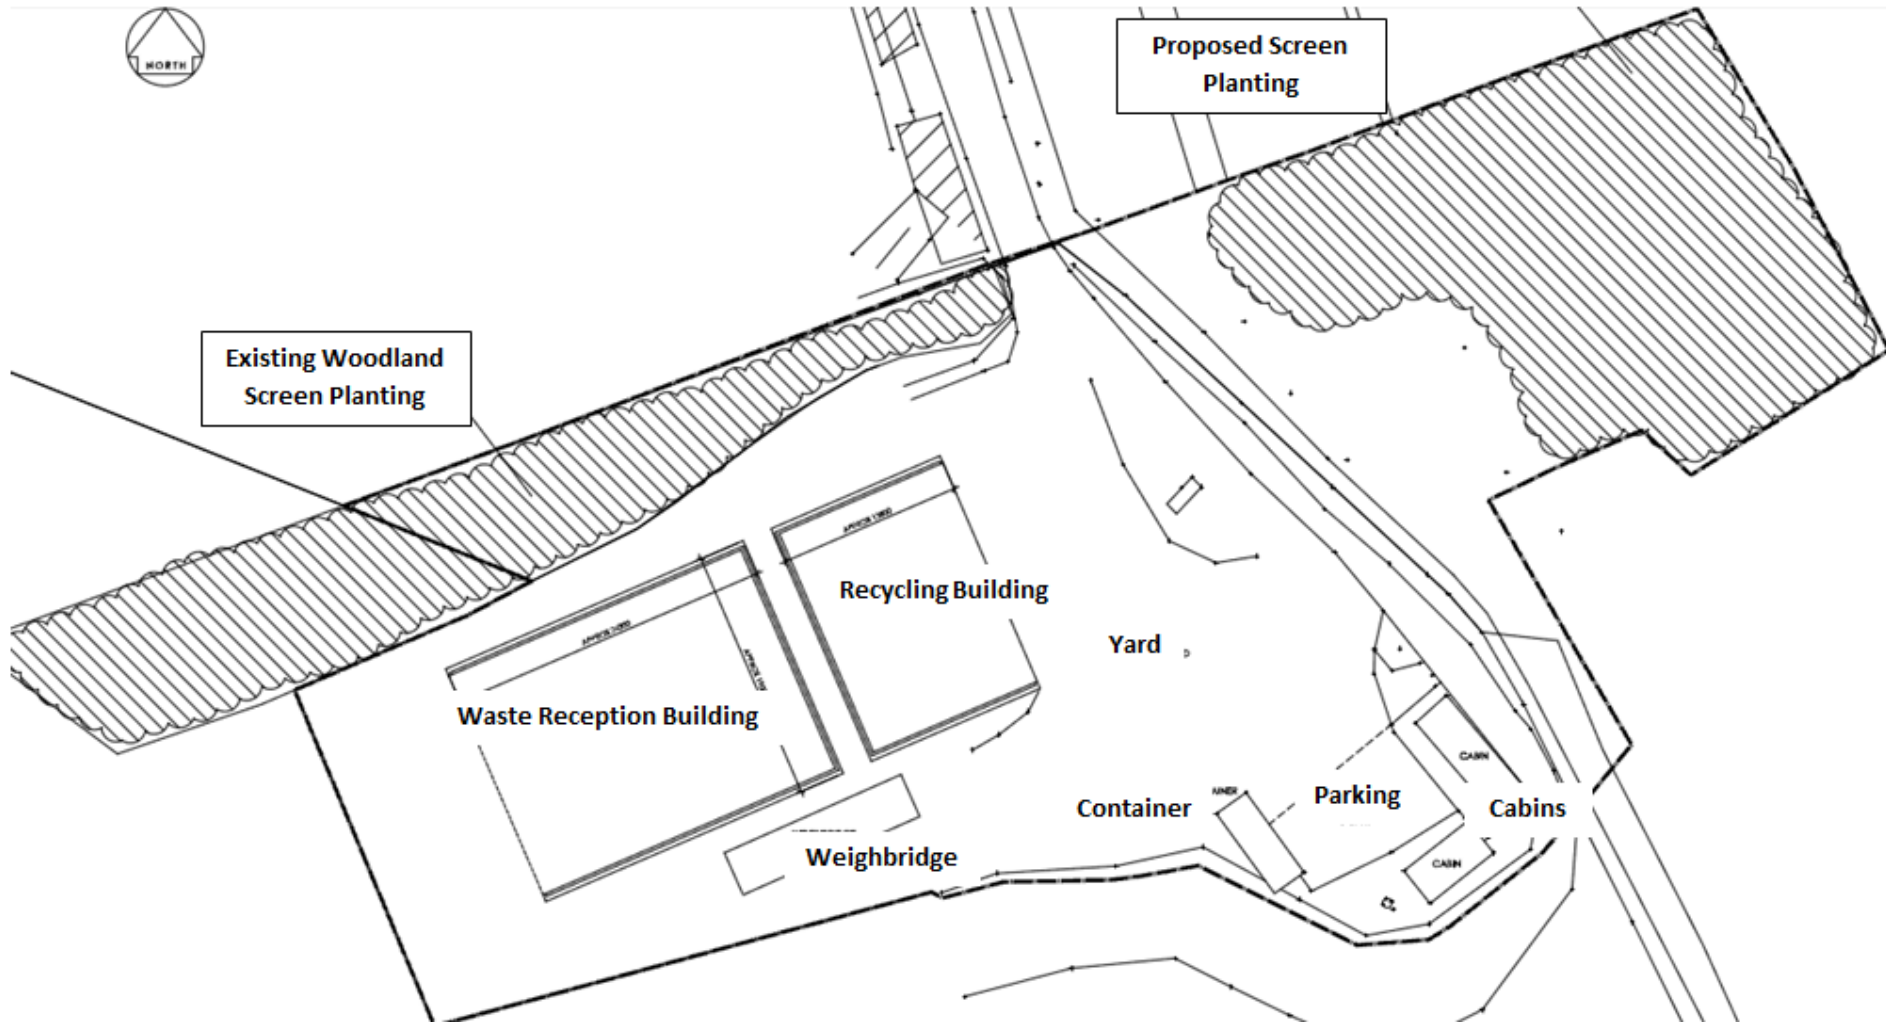 NORTH
Proposed Screen
Planting
Existing Woodland
Screen Planting
Recycling Building
Yard
Waste Reception Building
CABIN
Container
Parking
Cabins
Weighbridge
CABIN